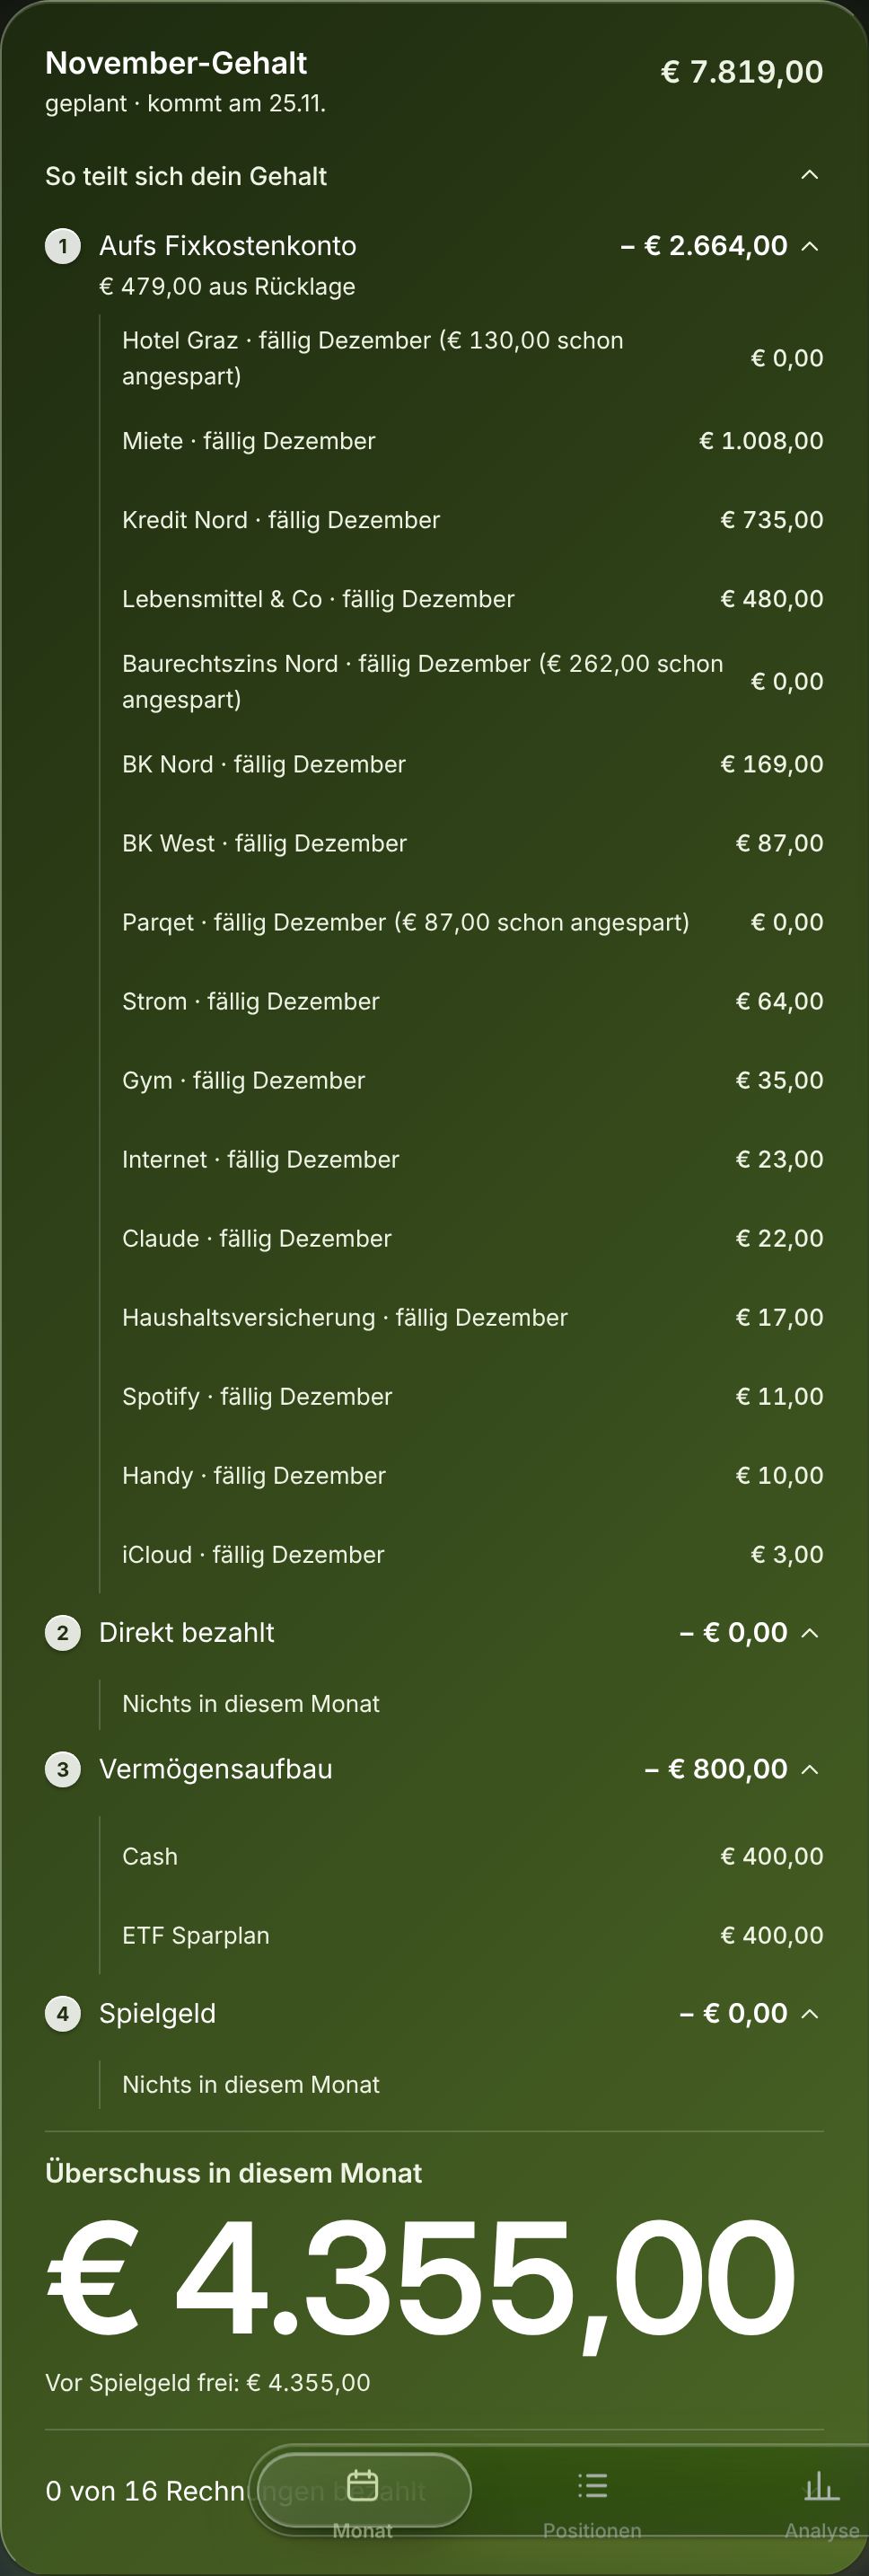 November-Gehalt
€ 7.819,00
geplant · kommt am 25.11.
So teilt sich dein Gehalt
1 Aufs Fixkostenkonto – € 2.664,00
€ 479,00 aus Rücklage
Hotel Graz · fällig Dezember (€ 130,00 schon
angespart)
€ 0,00
Miete · fällig Dezember € 1.008,00
Kredit Nord · fällig Dezember € 735,00
Lebensmittel & Co · fällig Dezember € 480,00
Baurechtszins Nord · fällig Dezember (€ 262,00 schon
angespart)
€ 0,00
BK Nord · fällig Dezember € 169,00
BK West · fällig Dezember € 87,00
Parqet · fällig Dezember (€ 87,00 schon angespart) € 0,00
Strom · fällig Dezember € 64,00
Gym · fällig Dezember € 35,00
Internet · fällig Dezember € 23,00
Claude · fällig Dezember € 22,00
Haushaltsversicherung · fällig Dezember € 17,00
Spotify · fällig Dezember € 11,00
Handy · fällig Dezember € 10,00
iCloud · fällig Dezember € 3,00
2 Direkt bezahlt – € 0,00
Nichts in diesem Monat
3 Vermögensaufbau – € 800,00
Cash € 400,00
ETF Sparplan € 400,00
4 Spielgeld – € 0,00
Nichts in diesem Monat
Überschuss in diesem Monat
€ 4.355,00
Vor Spielgeld frei: € 4.355,00
0 von 16 Rechnungen bezahlt
Monat Positionen Analyse